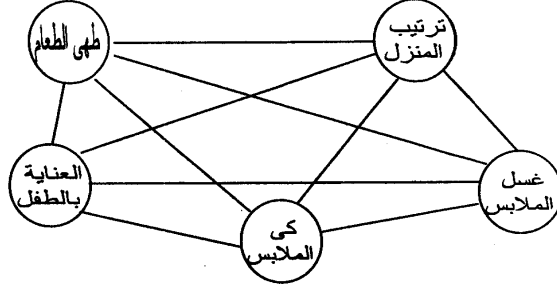 ترتيب
المنزل
طهى الطعام
العناية
بالطفل
غسل
الملابس
كى
الملابس